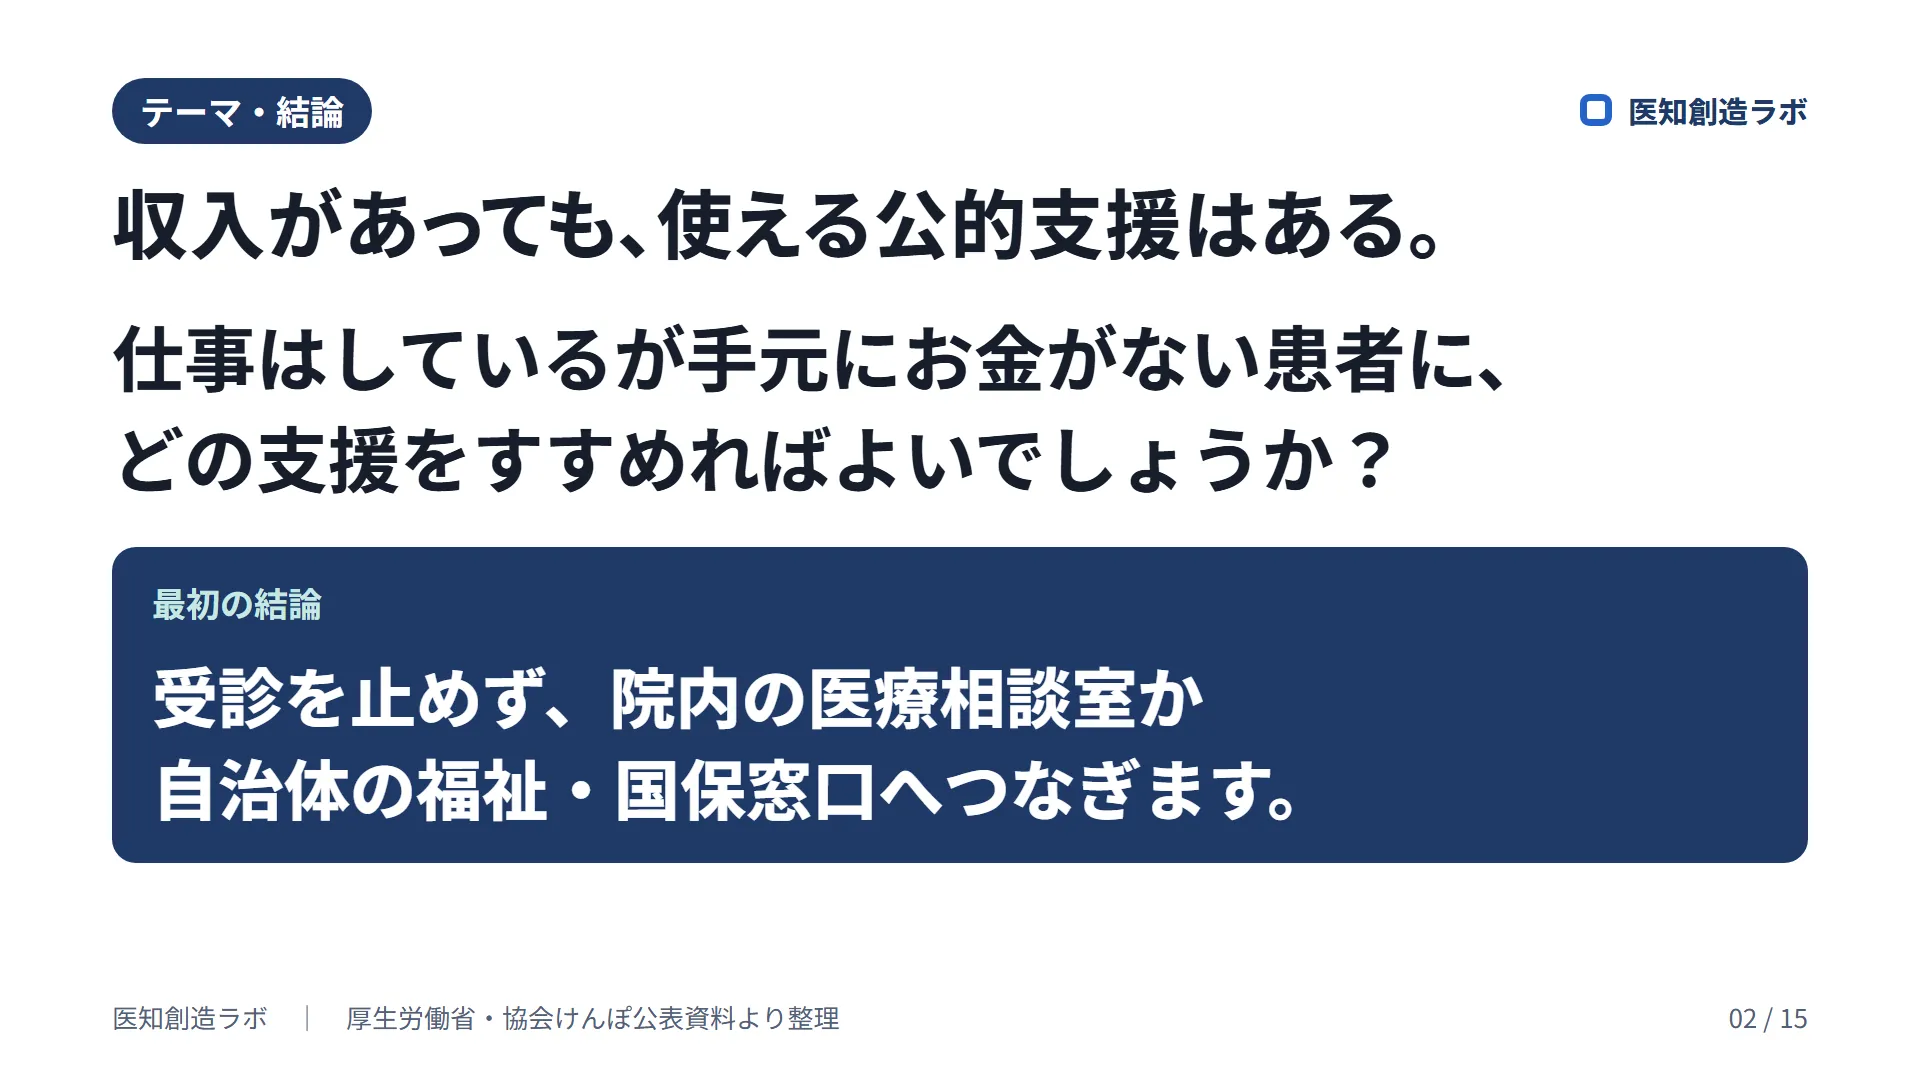 テーマ・結論
医知創造ラボ
収入があっても、使える公的支援はある。
仕事はしているが手元にお金がない患者に、
どの支援をすすめればよいでしょうか？
最初の結論
受診を止めず、院内の医療相談室か
自治体の福祉・国保窓口へつなぎます。
医知創造ラボ ｜ 厚生労働省・協会けんぽ公表資料より整理
02 / 15